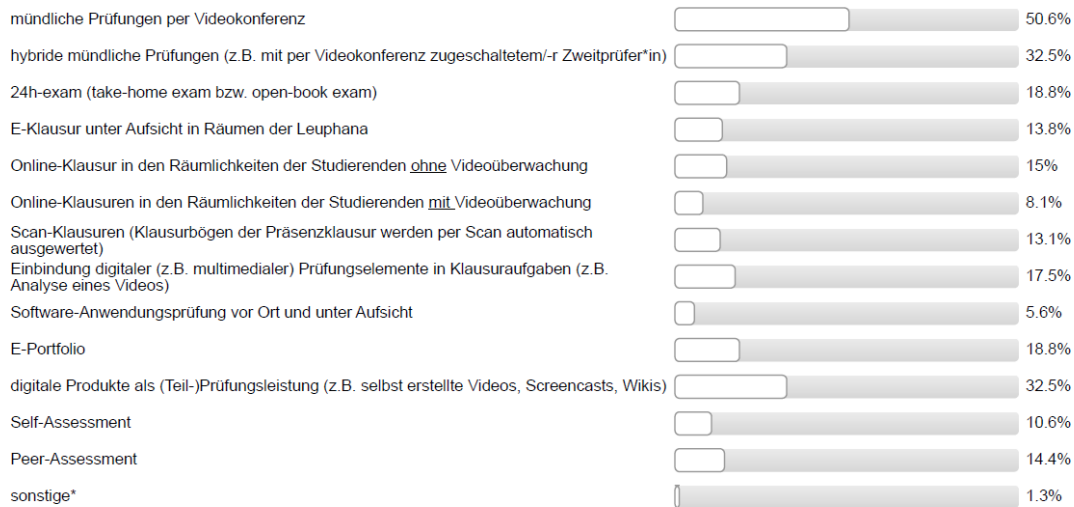 mündliche Prüfungen per Videokonferenz 50.6%
hybride mündliche Prüfungen (z.B. mit per Videokonferenz zugeschaltetem/-r Zweitprüfer*in) 32.5%
24h-exam (take-home exam bzw. open-book exam) 18.8%
E-Klausur unter Aufsicht in Räumen der Leuphana 13.8%
Online-Klausur in den Räumlichkeiten der Studierenden ohne Videoüberwachung 15%
Online-Klausuren in den Räumlichkeiten der Studierenden mit Videoüberwachung 8.1%
Scan-Klausuren (Klausurbögen der Präsenzklausur werden per Scan automatisch
ausgewertet) 13.1%
Einbindung digitaler (z.B. multimedialer) Prüfungselemente in Klausuraufgaben (z.B.
Analyse eines Videos) 17.5%
Software-Anwendungsprüfung vor Ort und unter Aufsicht 5.6%
E-Portfolio 18.8%
digitale Produkte als (Teil-)Prüfungsleistung (z.B. selbst erstellte Videos, Screencasts, Wikis) 32.5%
Self-Assessment 10.6%
Peer-Assessment 14.4%
sonstige* 1.3%